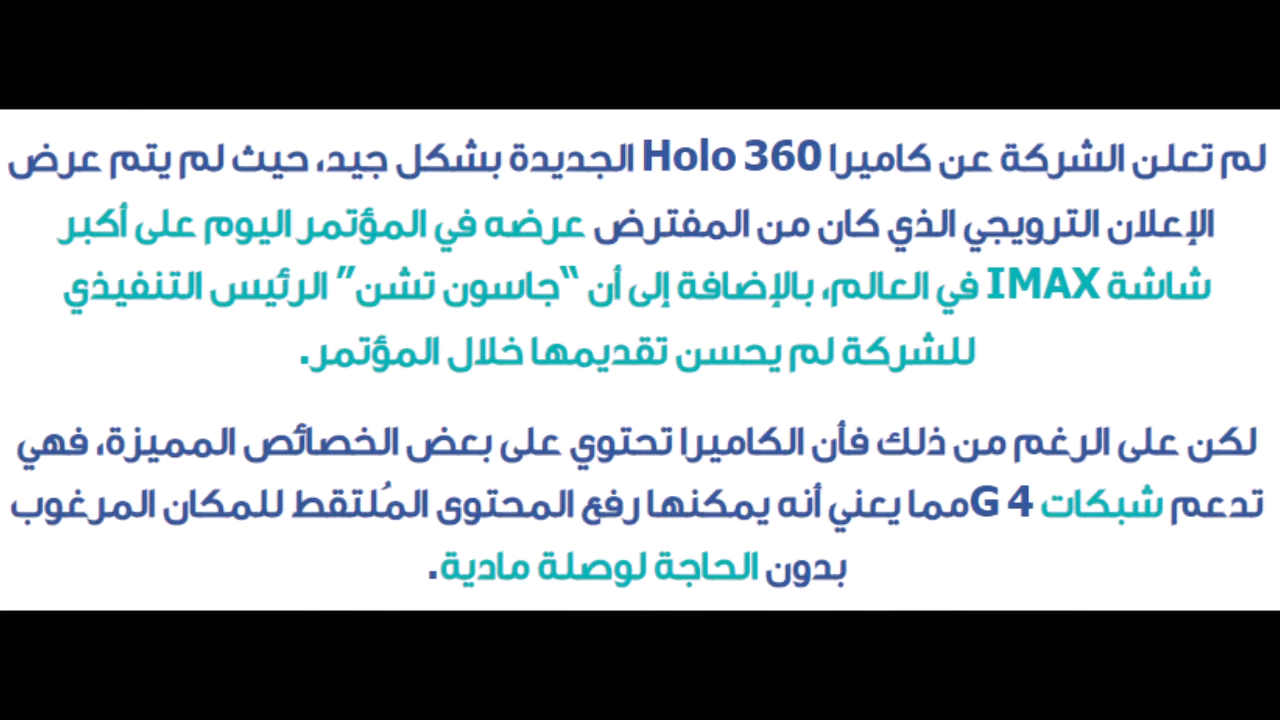 لم تعلن الشركة عن كاميرا Holo 360 الجديدة بشكل جيد، حيث لم يتم عرض
الإعلان الترويجي الذي كان من المفترض عرضه في المؤتمر اليوم على أكبر
شاشة IMAX في العالم، بالإضافة إلى أن “جاسون تشن” الرئيس التنفيذي
للشركة لم يحسن تقديمها خلال المؤتمر.
لكن على الرغم من ذلك فأن الكاميرا تحتوي على بعض الخصائص المميزة، فهي
تدعم شبكات 4 Gمما يعني أنه يمكنها رفع المحتوى المُلتقط للمكان المرغوب
بدون الحاجة لوصلة مادية.